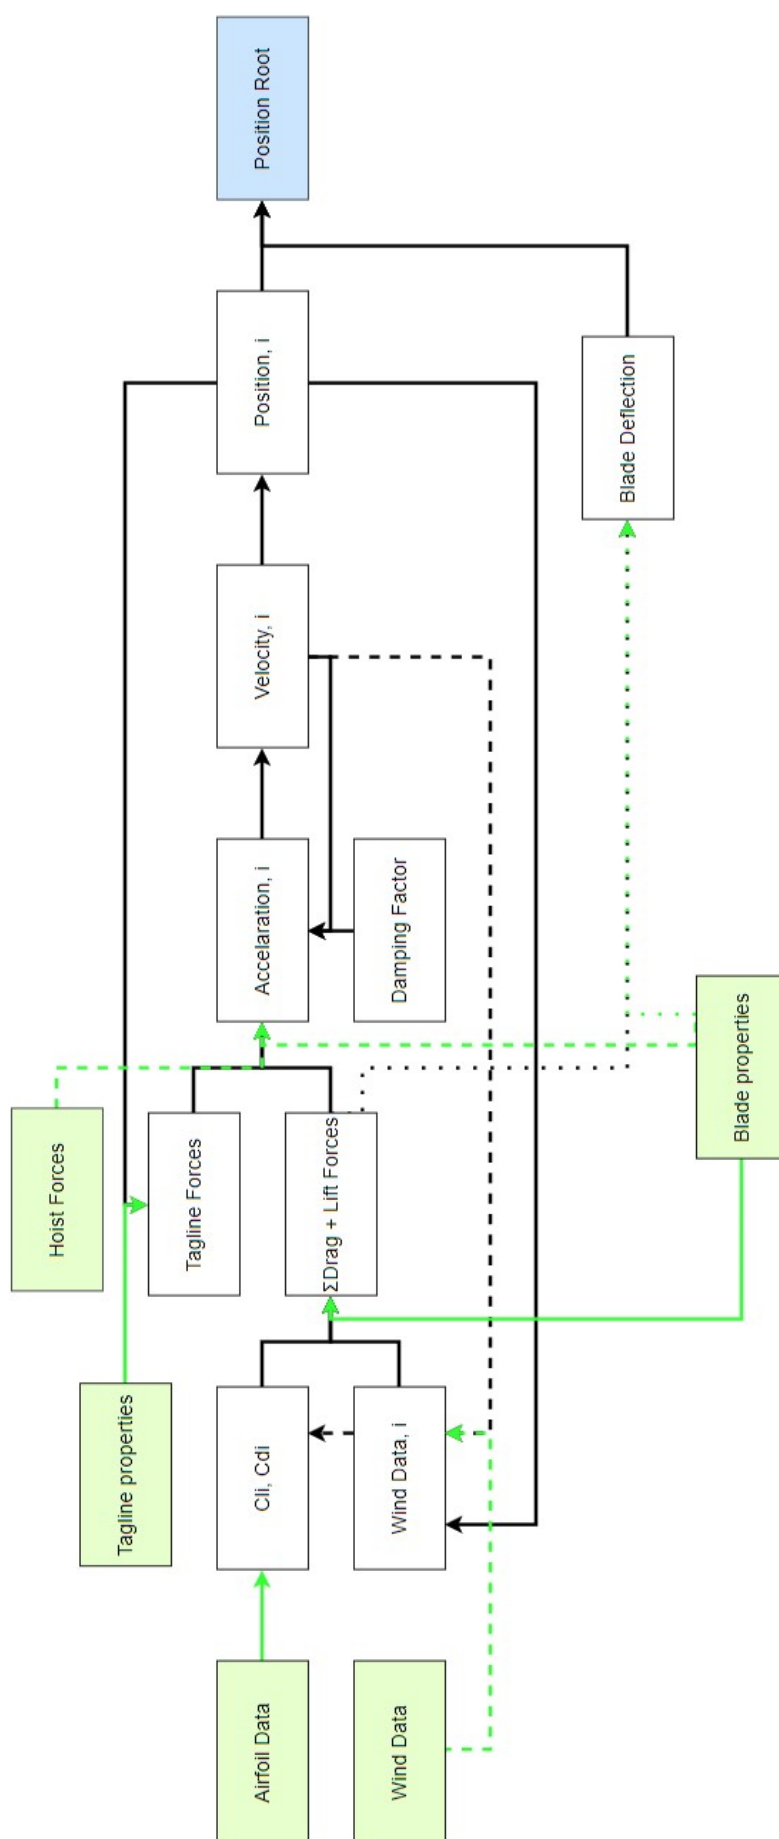 Position Root
Position, i
Blade Deflection
Velocity, i
Accelaration, i
Damping Factor
Hoist Forces
Tagline Forces
ΣDrag + Lift Forces
Blade properties
Tagline properties
Cli, Cdi
Wind Data, i
Airfoil Data
Wind Data